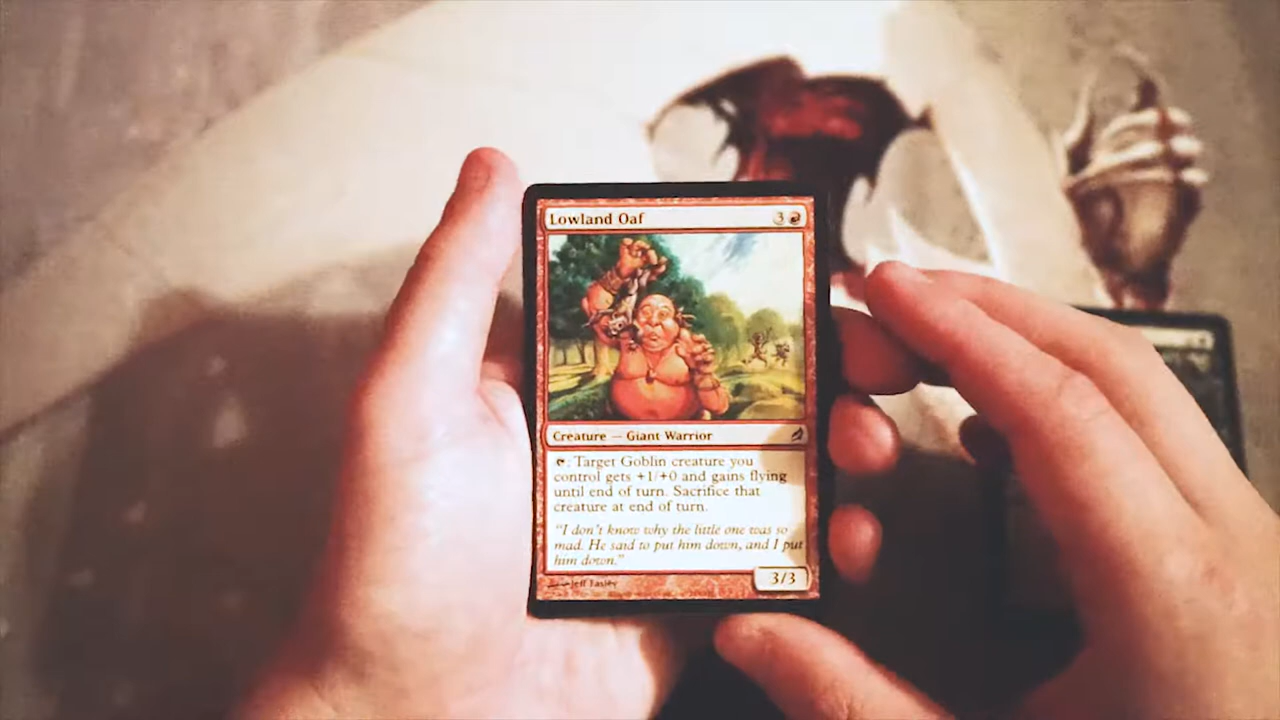 Lowland Oaf 3
Creature — Giant Warrior
: Target Goblin creature you
control gets +1/+0 and gains flying
until end of turn. Sacrifice that
creature at end of turn.
"I don't know why the little one was so
mad. He said to put him down, and I put
him down."
3/3
Jeff Easley